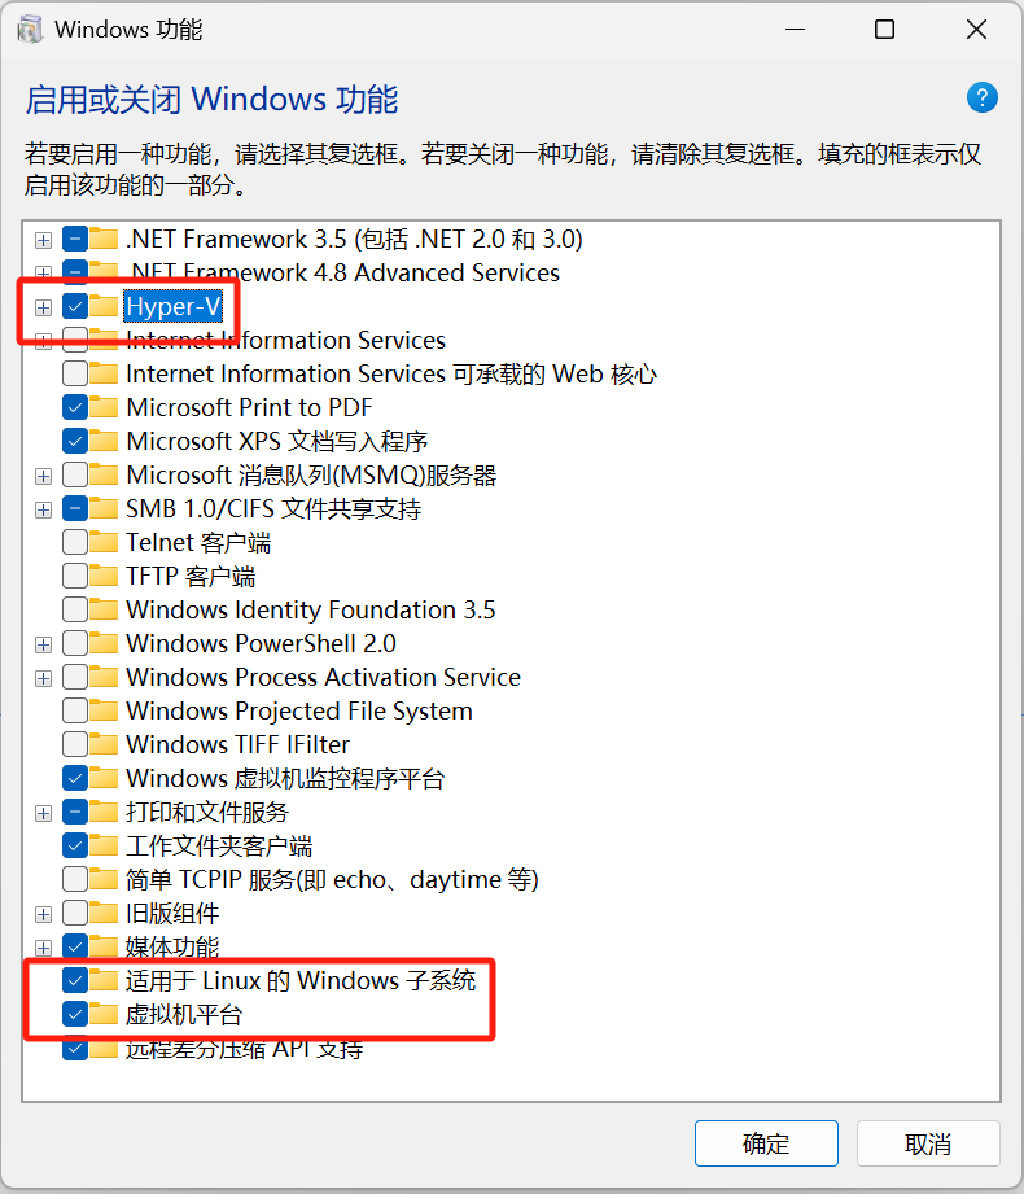 Windows 功能
启用或关闭 Windows 功能
?
若要启用一种功能，请选择其复选框。若要关闭一种功能，请清除其复选框。填充的框表示仅
启用该功能的一部分。
.NET Framework 3.5 (包括 .NET 2.0 和 3.0)
.NET Framework 4.8 Advanced Services
Hyper-V
Internet Information Services
Internet Information Services 可承载的 Web 核心
Microsoft Print to PDF
Microsoft XPS 文档写入程序
Microsoft 消息队列(MSMQ)服务器
SMB 1.0/CIFS 文件共享支持
Telnet 客户端
TFTP 客户端
Windows Identity Foundation 3.5
Windows PowerShell 2.0
Windows Process Activation Service
Windows Projected File System
Windows TIFF IFilter
Windows 虚拟机监控程序平台
打印和文件服务
工作文件夹客户端
简单 TCPIP 服务(即 echo、daytime 等)
旧版组件
媒体功能
适用于 Linux 的 Windows 子系统
虚拟机平台
远程差分压缩 API 支持
确定
取消